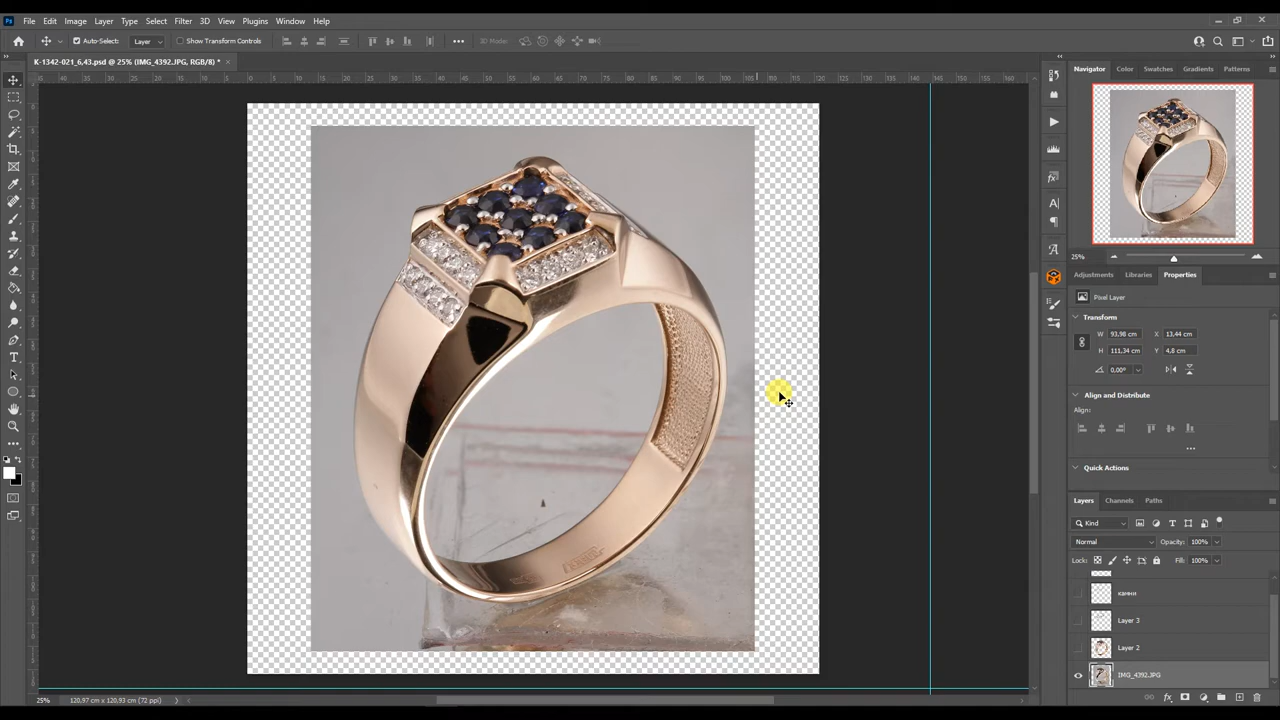 File Edit Image Layer Type Select Filter 3D View Plugins Window Help
Auto-Select: Layer Show Transform Controls 3D Mode:
K-1342-021_6,43.psd @ 25% (IMG_4392.JPG, RGB/8) *
Navigator Color Swatches Gradients Patterns
25%
Adjustments Libraries Properties
Pixel Layer
Transform
W 93,98 cm X 13,44 cm
H 111,34 cm Y 4,8 cm
0,00°
Align and Distribute
Align:
Quick Actions
Layers Channels Paths
Kind
Normal Opacity: 100%
Lock: Fill: 100%
камни
Layer 3
Layer 2
IMG_4392.JPG
25% 120,97 cm x 120,93 cm (72 ppi)